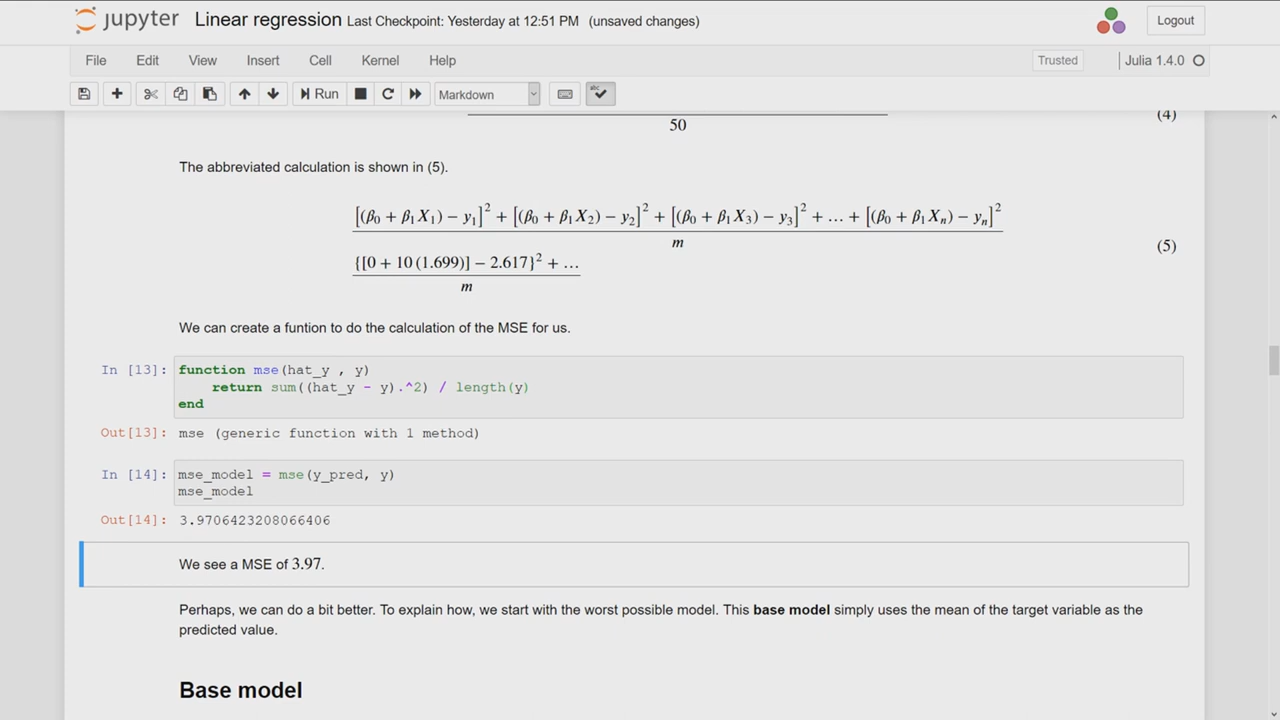 jupyter Linear regression Last Checkpoint: Yesterday at 12:51 PM (unsaved changes) Logout
File Edit View Insert Cell Kernel Help Trusted Julia 1.4.0
Run Markdown
50 (4)
The abbreviated calculation is shown in (5).
[(β₀ + β₁X₁) − y₁]² + [(β₀ + β₁X₂) − y₂]² + [(β₀ + β₁X₃) − y₃]² + … + [(β₀ + β₁Xₙ) − yₙ]²
m
(5)
{[0 + 10 (1.699)] − 2.617}² + …
m
We can create a funtion to do the calculation of the MSE for us.
In [13]: function mse(hat_y , y)
return sum((hat_y - y).^2) / length(y)
end
Out[13]: mse (generic function with 1 method)
In [14]: mse_model = mse(y_pred, y)
mse_model
Out[14]: 3.9706423208066406
We see a MSE of 3.97.
Perhaps, we can do a bit better. To explain how, we start with the worst possible model. This base model simply uses the mean of the target variable as the
predicted value.
Base model